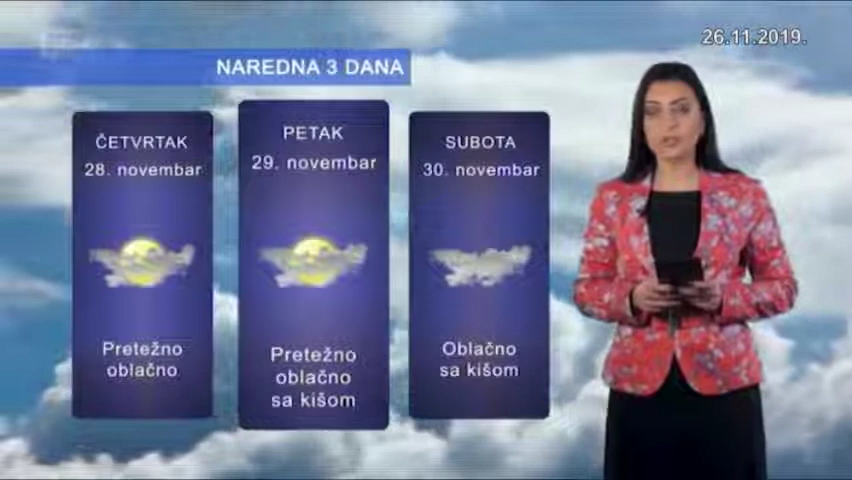 26.11.2019.
NAREDNA 3 DANA
ČETVRTAK
28. novembar
Pretežno
oblačno
PETAK
29. novembar
Pretežno
oblačno
sa kišom
SUBOTA
30. novembar
Oblačno
sa kišom